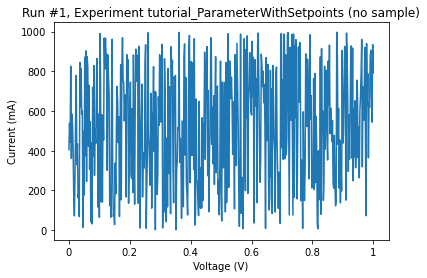 Run #1, Experiment tutorial_ParameterWithSetpoints (no sample)
1000
800
600
400
200
0
Current (mA)
0 0.2 0.4 0.6 0.8 1
Voltage (V)